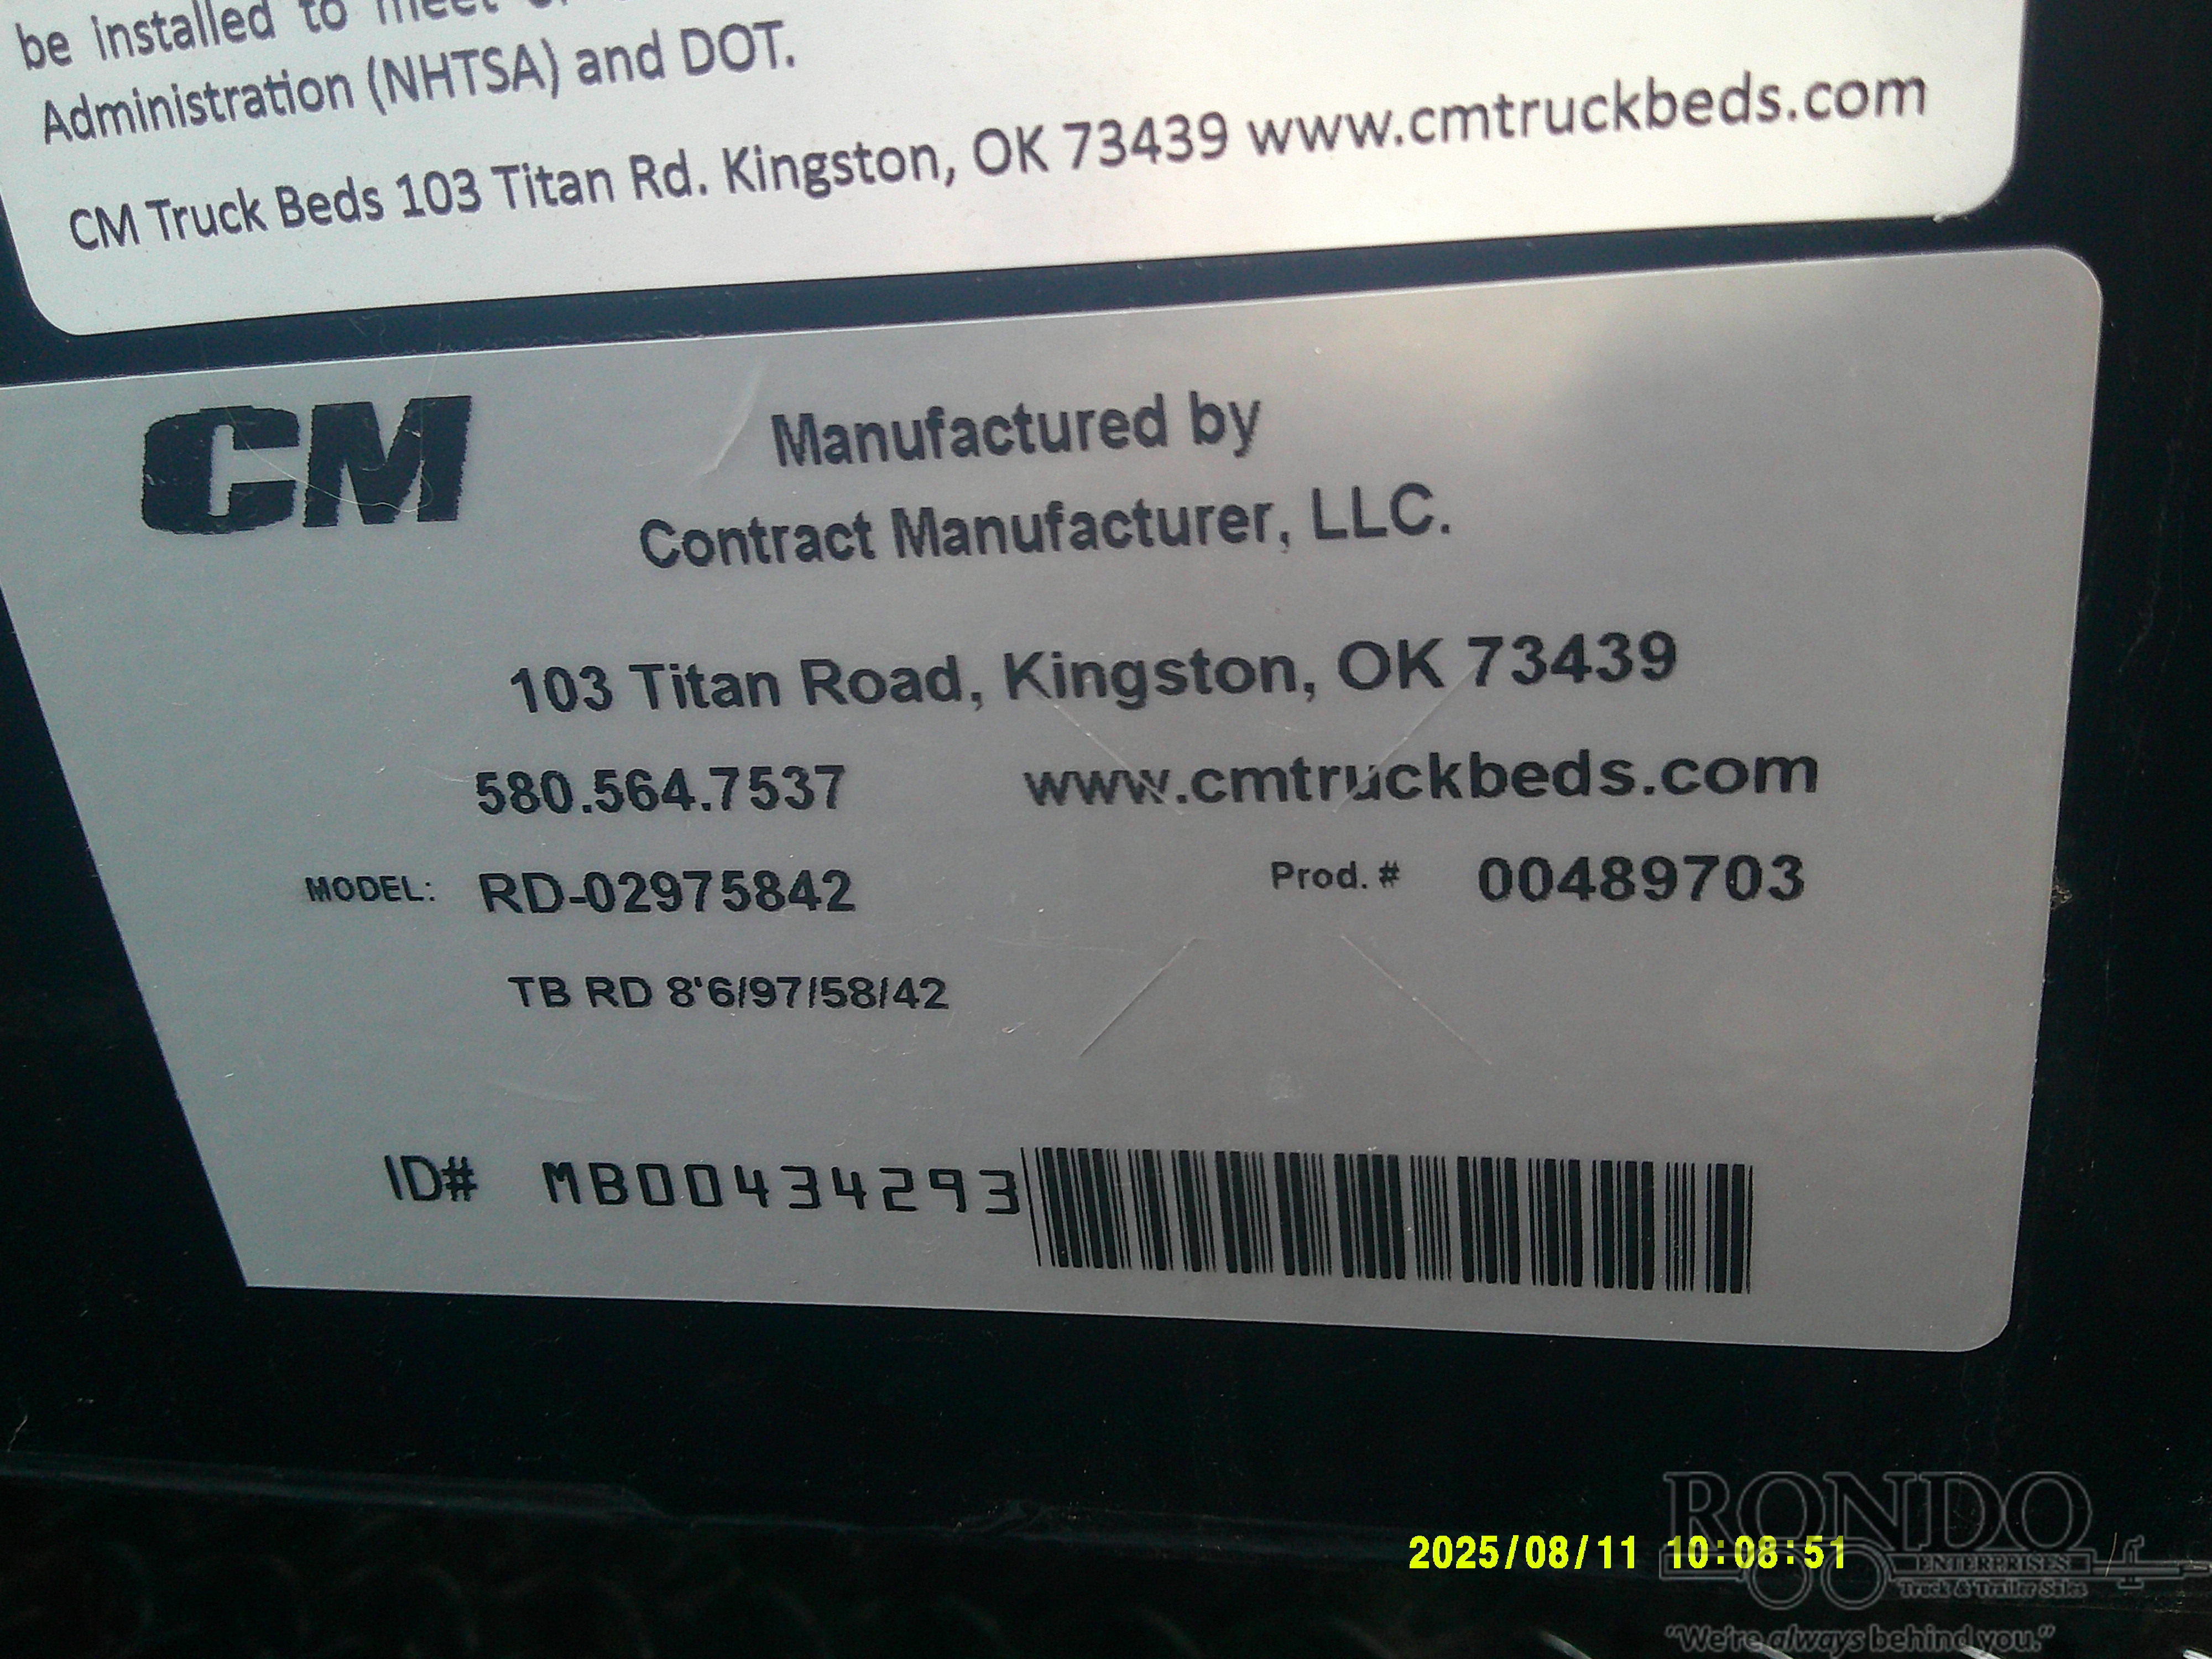 be installed to meet
Administration (NHTSA) and DOT.
CM Truck Beds 103 Titan Rd. Kingston, OK 73439 www.cmtruckbeds.com
CM
Manufactured by
Contract Manufacturer, LLC.
103 Titan Road, Kingston, OK 73439
580.564.7537 www.cmtruckbeds.com
MODEL: RD-02975842 Prod. # 00489703
TB RD 8'6/97/58/42
ID# MB00434293
2025/08/11 10:08:51
RONDO
ENTERPRISES
Truck & Trailer Sales
"We're always behind you."